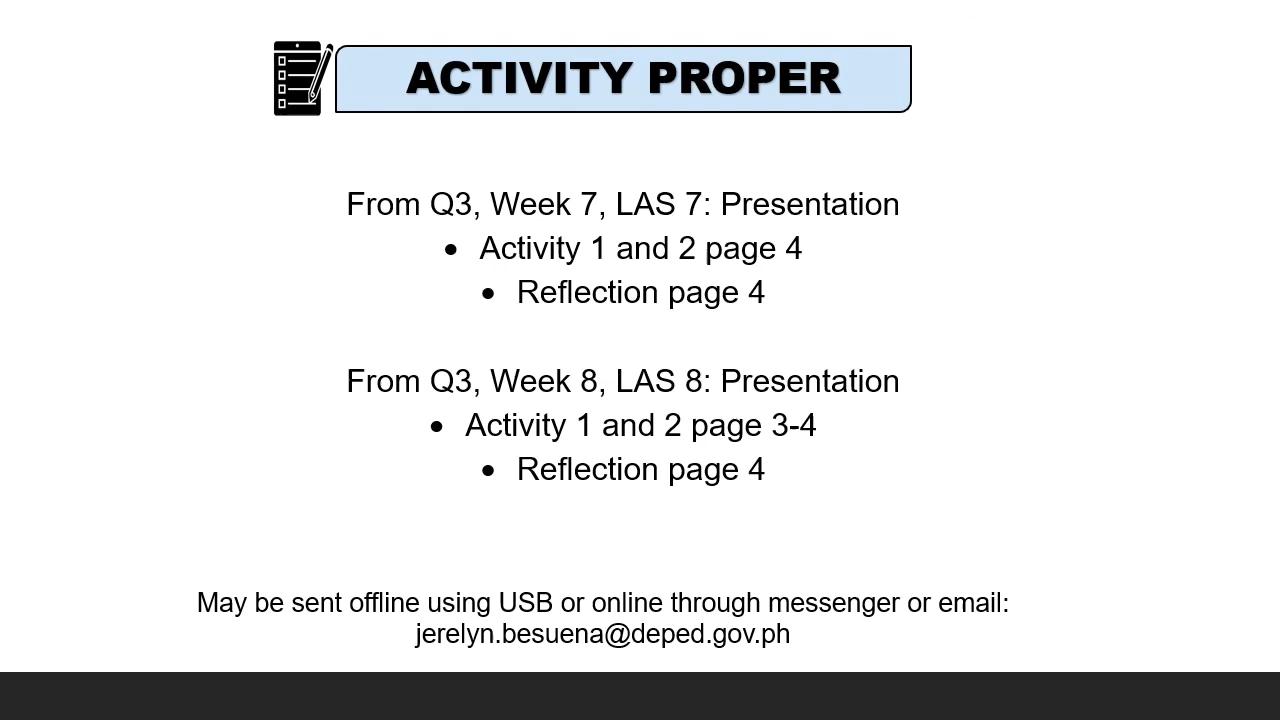 ACTIVITY PROPER
From Q3, Week 7, LAS 7: Presentation
• Activity 1 and 2 page 4
• Reflection page 4
From Q3, Week 8, LAS 8: Presentation
• Activity 1 and 2 page 3-4
• Reflection page 4
May be sent offline using USB or online through messenger or email:
jerelyn.besuena@deped.gov.ph